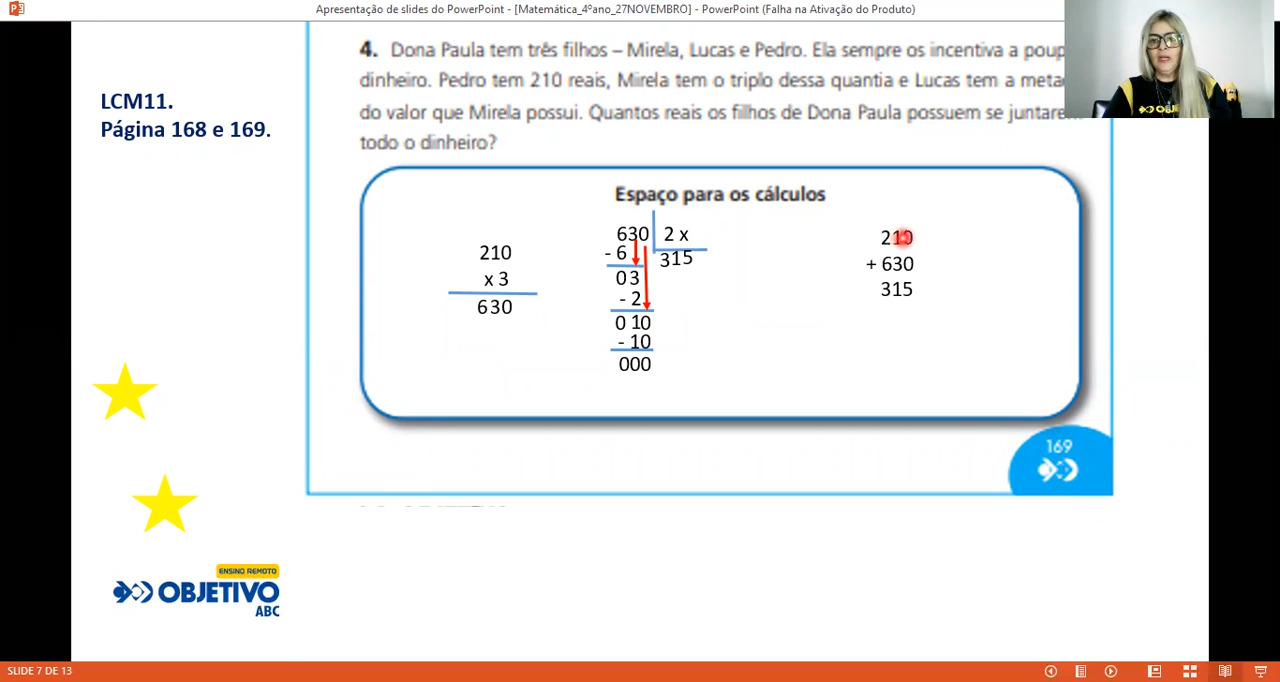 Apresentação de slides do PowerPoint - [Matemática_4ºano_27NOVEMBRO] - PowerPoint (Falha na Ativação do Produto)
LCM11.
Página 168 e 169.
4. Dona Paula tem três filhos – Mirela, Lucas e Pedro. Ela sempre os incentiva a poup
dinheiro. Pedro tem 210 reais, Mirela tem o triplo dessa quantia e Lucas tem a meta
do valor que Mirela possui. Quantos reais os filhos de Dona Paula possuem se juntare
todo o dinheiro?
Espaço para os cálculos
210
x 3
630
630 2 x
- 6 315
03
- 2
0 10
- 10
000
210
+ 630
315
169
ENSINO REMOTO
OBJETIVO
ABC
SLIDE 7 DE 13